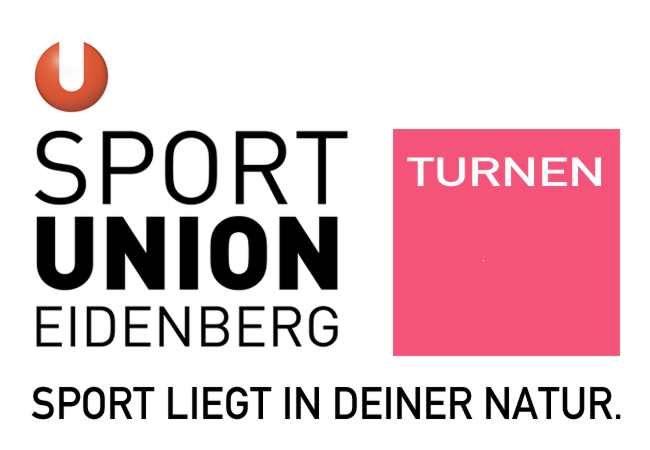 U
SPORT
UNION
EIDENBERG
TURNEN
SPORT LIEGT IN DEINER NATUR.